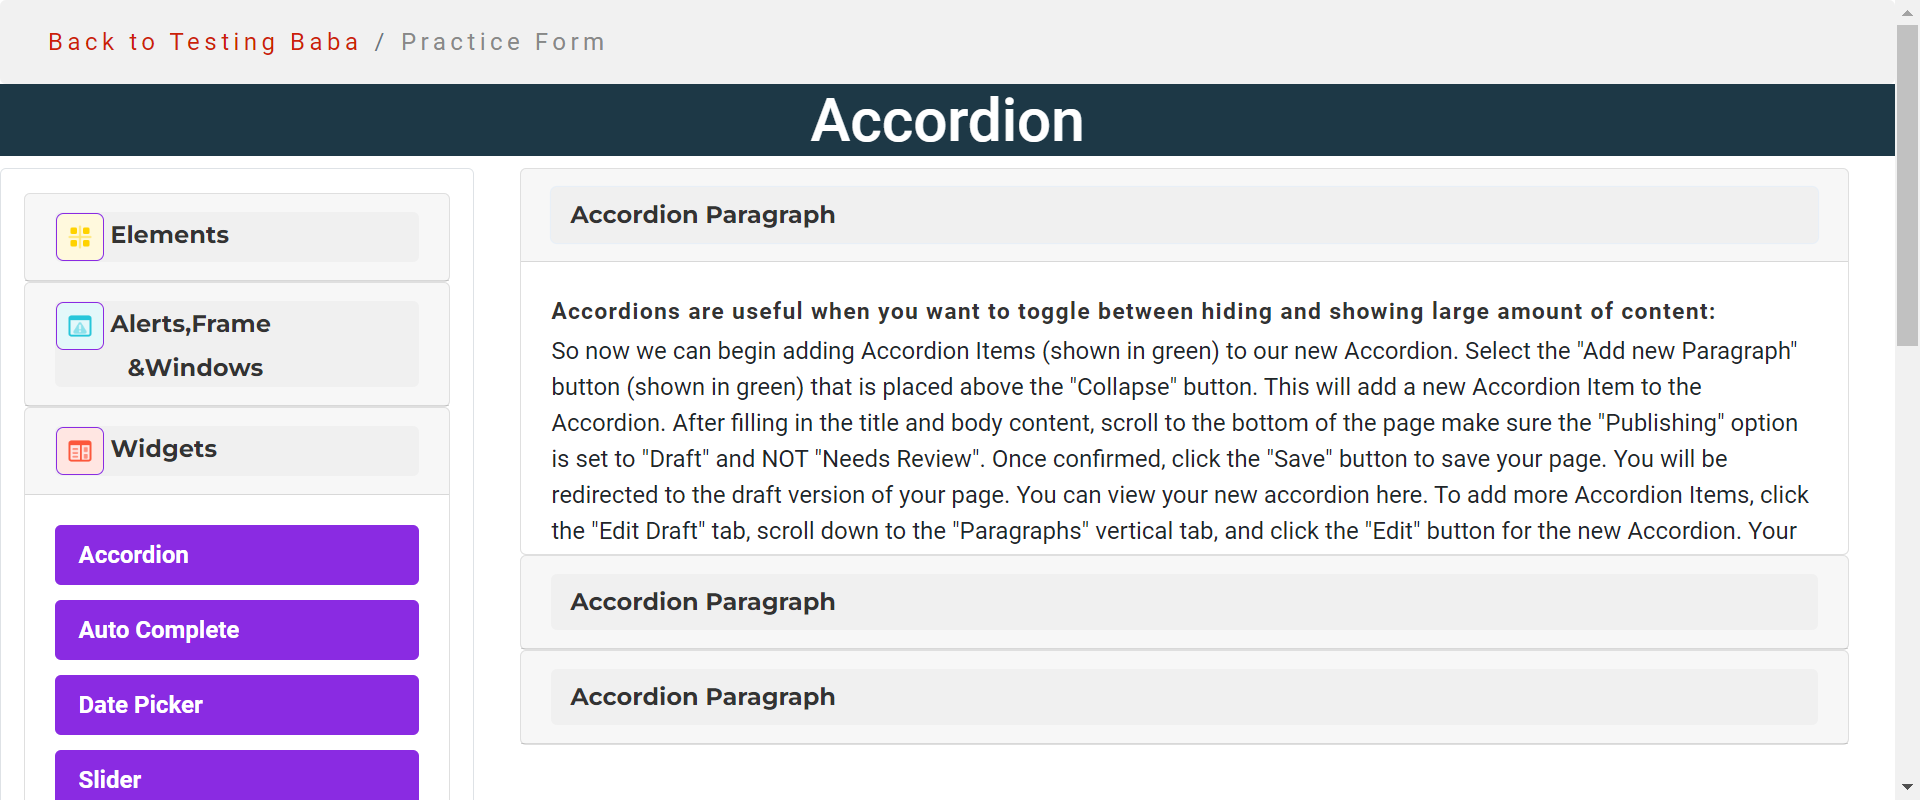 Back to Testing Baba / Practice Form
Accordion
Elements
Alerts,Frame
&Windows
Widgets
Accordion
Auto Complete
Date Picker
Slider
Accordion Paragraph
Accordions are useful when you want to toggle between hiding and showing large amount of content:
So now we can begin adding Accordion Items (shown in green) to our new Accordion. Select the "Add new Paragraph"
button (shown in green) that is placed above the "Collapse" button. This will add a new Accordion Item to the
Accordion. After filling in the title and body content, scroll to the bottom of the page make sure the "Publishing" option
is set to "Draft" and NOT "Needs Review". Once confirmed, click the "Save" button to save your page. You will be
redirected to the draft version of your page. You can view your new accordion here. To add more Accordion Items, click
the "Edit Draft" tab, scroll down to the "Paragraphs" vertical tab, and click the "Edit" button for the new Accordion. Your
Accordion Paragraph
Accordion Paragraph